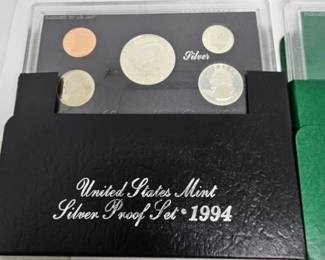 Silver
United States Mint
Silver Proof Set® 1994